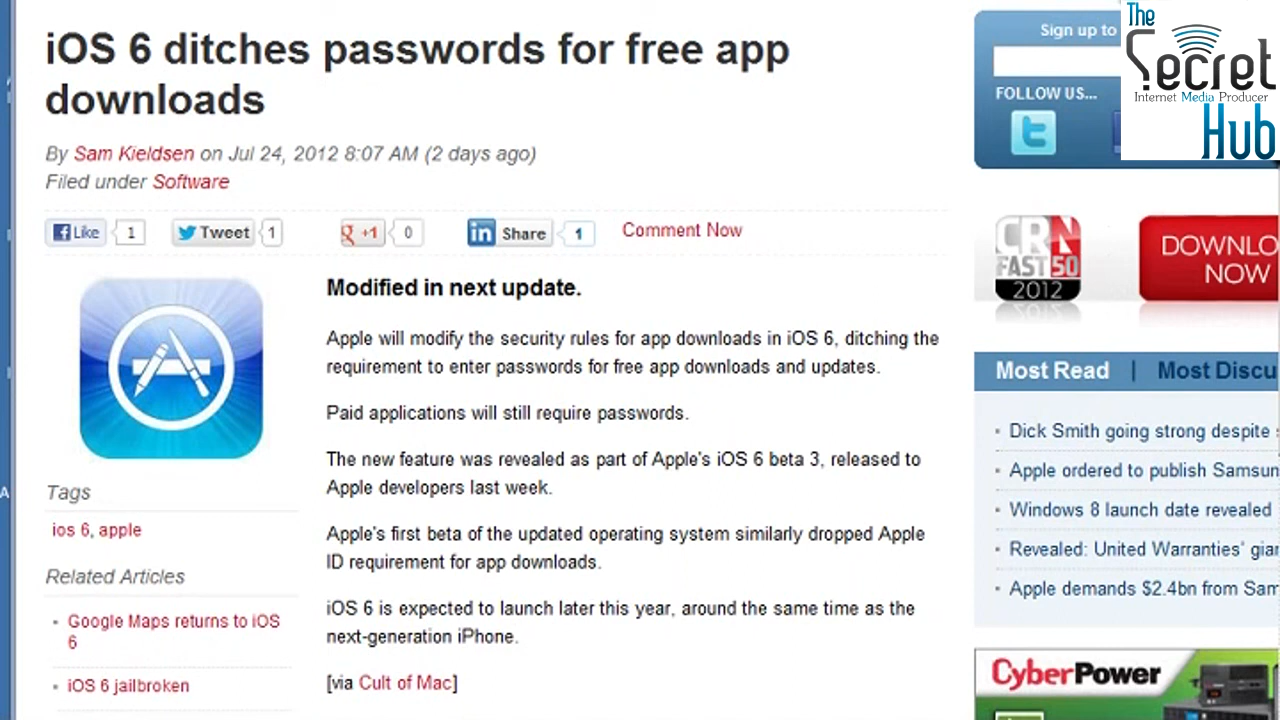 iOS 6 ditches passwords for free app
downloads
By Sam Kieldsen on Jul 24, 2012 8:07 AM (2 days ago)
Filed under Software
Like 1
Tweet 1
+1 0
in Share 1
Comment Now
Modified in next update.
Apple will modify the security rules for app downloads in iOS 6, ditching the
requirement to enter passwords for free app downloads and updates.
Paid applications will still require passwords.
The new feature was revealed as part of Apple's iOS 6 beta 3, released to
Apple developers last week.
Apple's first beta of the updated operating system similarly dropped Apple
ID requirement for app downloads.
iOS 6 is expected to launch later this year, around the same time as the
next-generation iPhone.
[via Cult of Mac]
Tags
ios 6, apple
Related Articles
Google Maps returns to iOS
6
iOS 6 jailbroken
Sign up to
FOLLOW US...
The
Secret
Internet Media Producer
Hub
CRN
FAST 50
2012
DOWNLO
NOW
Most Read | Most Discu
Dick Smith going strong despite
Apple ordered to publish Samsun
Windows 8 launch date revealed
Revealed: United Warranties' gia
Apple demands $2.4bn from Sam
CyberPower